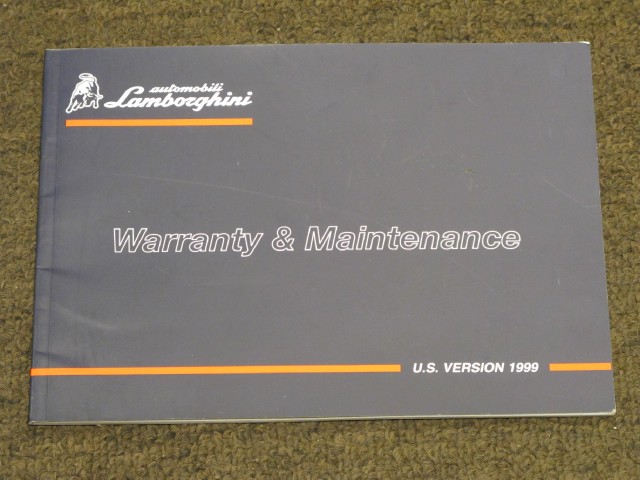 automobili
Lamborghini
Warranty & Maintenance
U.S. VERSION 1999